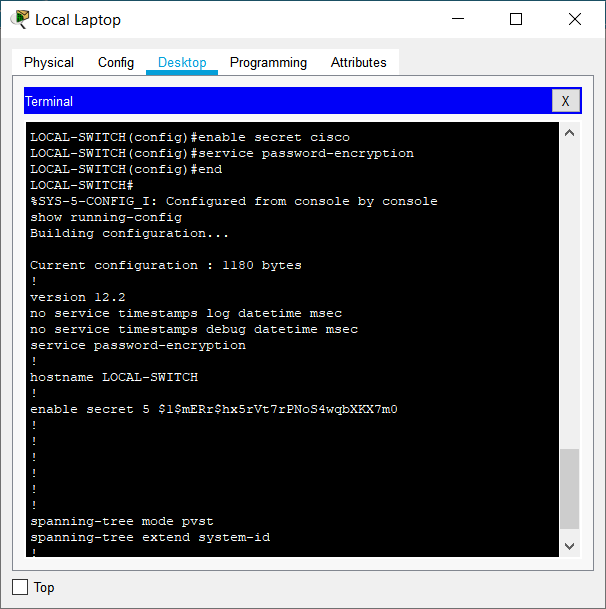 Local Laptop
Physical Config Desktop Programming Attributes
Terminal X
LOCAL-SWITCH(config)#enable secret cisco
LOCAL-SWITCH(config)#service password-encryption
LOCAL-SWITCH(config)#end
LOCAL-SWITCH#
%SYS-5-CONFIG_I: Configured from console by console
show running-config
Building configuration...
Current configuration : 1180 bytes
!
version 12.2
no service timestamps log datetime msec
no service timestamps debug datetime msec
service password-encryption
!
hostname LOCAL-SWITCH
!
enable secret 5 $1$mERr$hx5rVt7rPNoS4wqbXKX7m0
!
!
!
!
!
!
spanning-tree mode pvst
spanning-tree extend system-id
!
Top